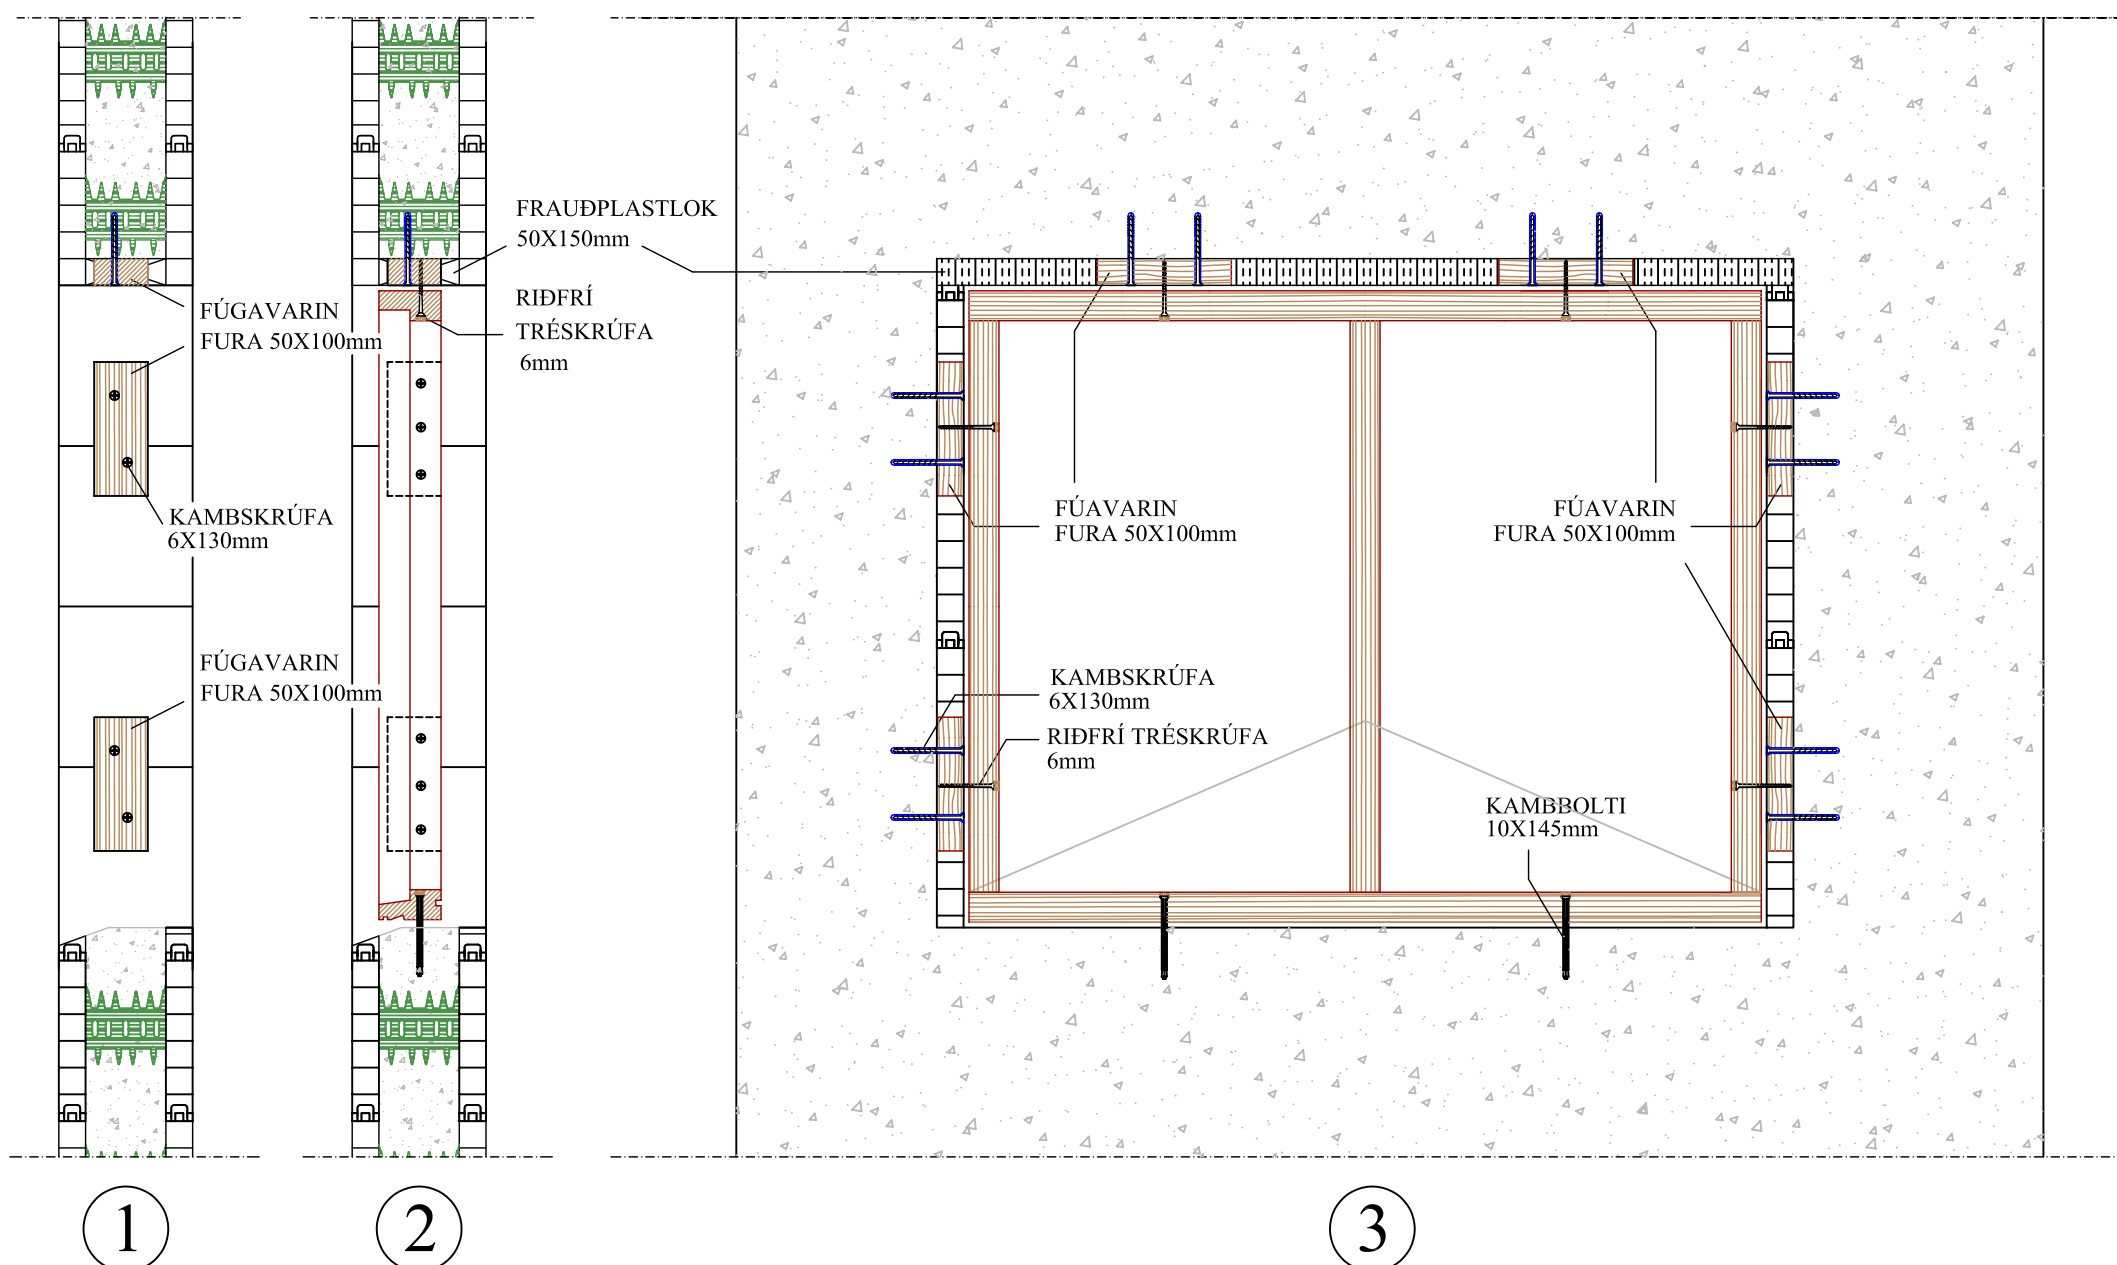 FRAUÐPLASTLOK
50X150mm
FÚGAVARIN
FURA 50X100mm
RIÐFRÍ
TRÉSKRÚFA
6mm
KAMBSKRÚFA
6X130mm
FÚGAVARIN
FURA 50X100mm
FÚAVARIN
FURA 50X100mm
FÚAVARIN
FURA 50X100mm
KAMBSKRÚFA
6X130mm
RIÐFRÍ TRÉSKRÚFA
6mm
KAMBBOLTI
10X145mm
1
2
3